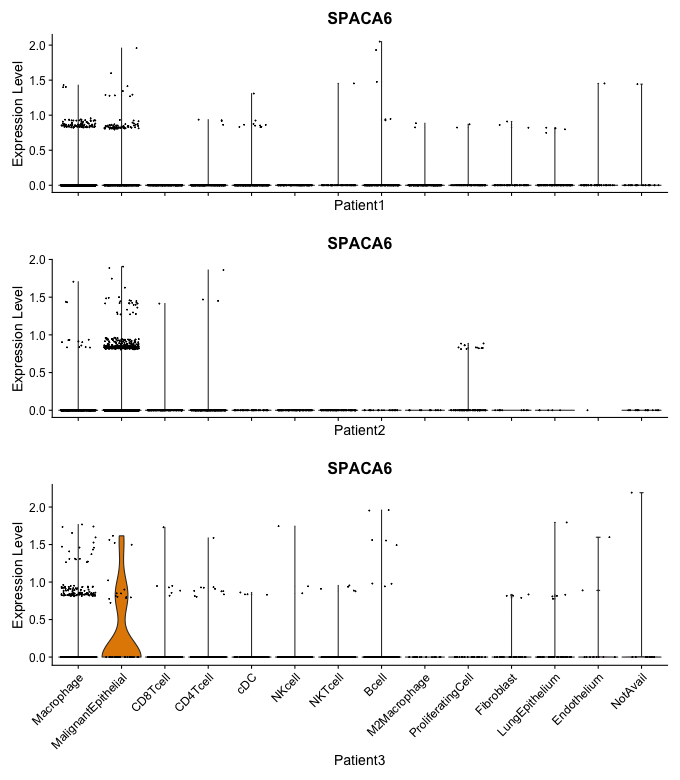 SPACA6
Expression Level
2.0
1.5
1.0
0.5
0.0
Patient1
SPACA6
Expression Level
2.0
1.5
1.0
0.5
0.0
Patient2
SPACA6
Expression Level
2.0
1.5
1.0
0.5
0.0
Macrophage
MalignantEpithelial
CD8Tcell
CD4Tcell
cDC
NKcell
NKTcell
Bcell
M2Macrophage
ProliferatingCell
Fibroblast
LungEpithelium
Endothelium
NotAvail
Patient3